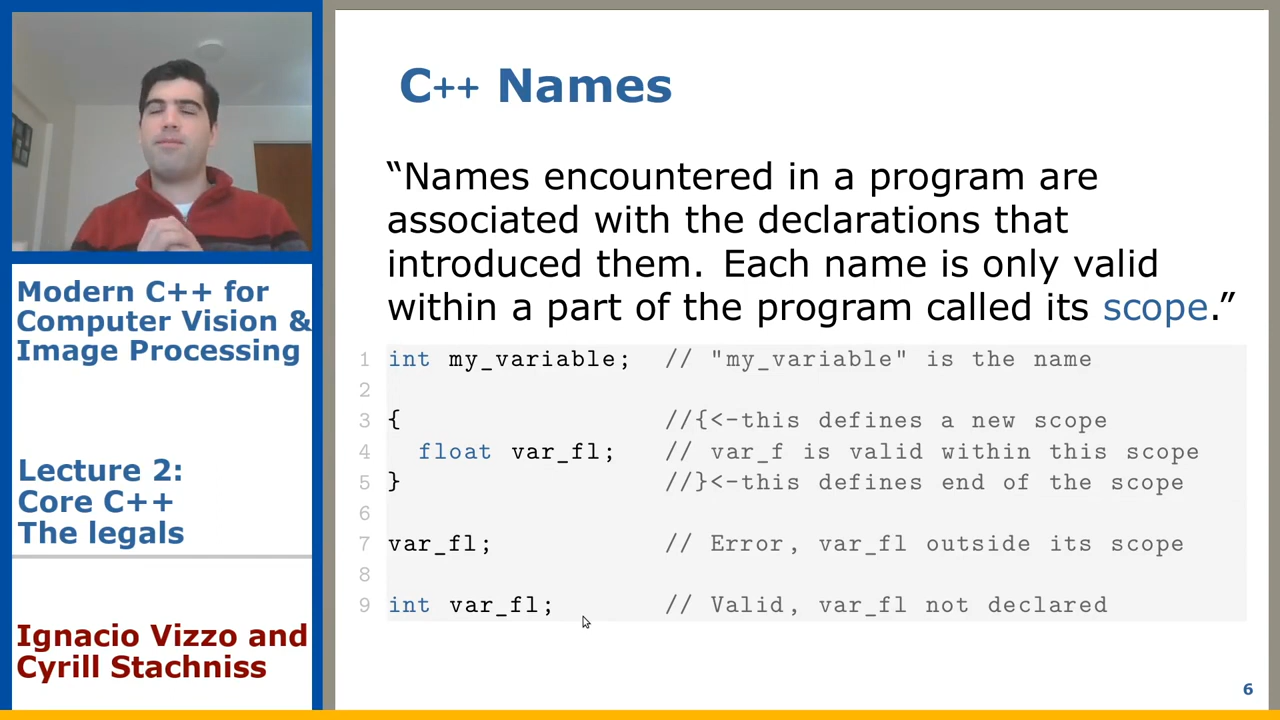 Modern C++ for
Computer Vision &
Image Processing
Lecture 2:
Core C++
The legals
Ignacio Vizzo and
Cyrill Stachniss
C++ Names
“Names encountered in a program are
associated with the declarations that
introduced them. Each name is only valid
within a part of the program called its scope.”
1 int my_variable; // "my_variable" is the name
2
3 { //{<-this defines a new scope
4 float var_fl; // var_f is valid within this scope
5 } //}<-this defines end of the scope
6
7 var_fl; // Error, var_fl outside its scope
8
9 int var_fl; // Valid, var_fl not declared
6